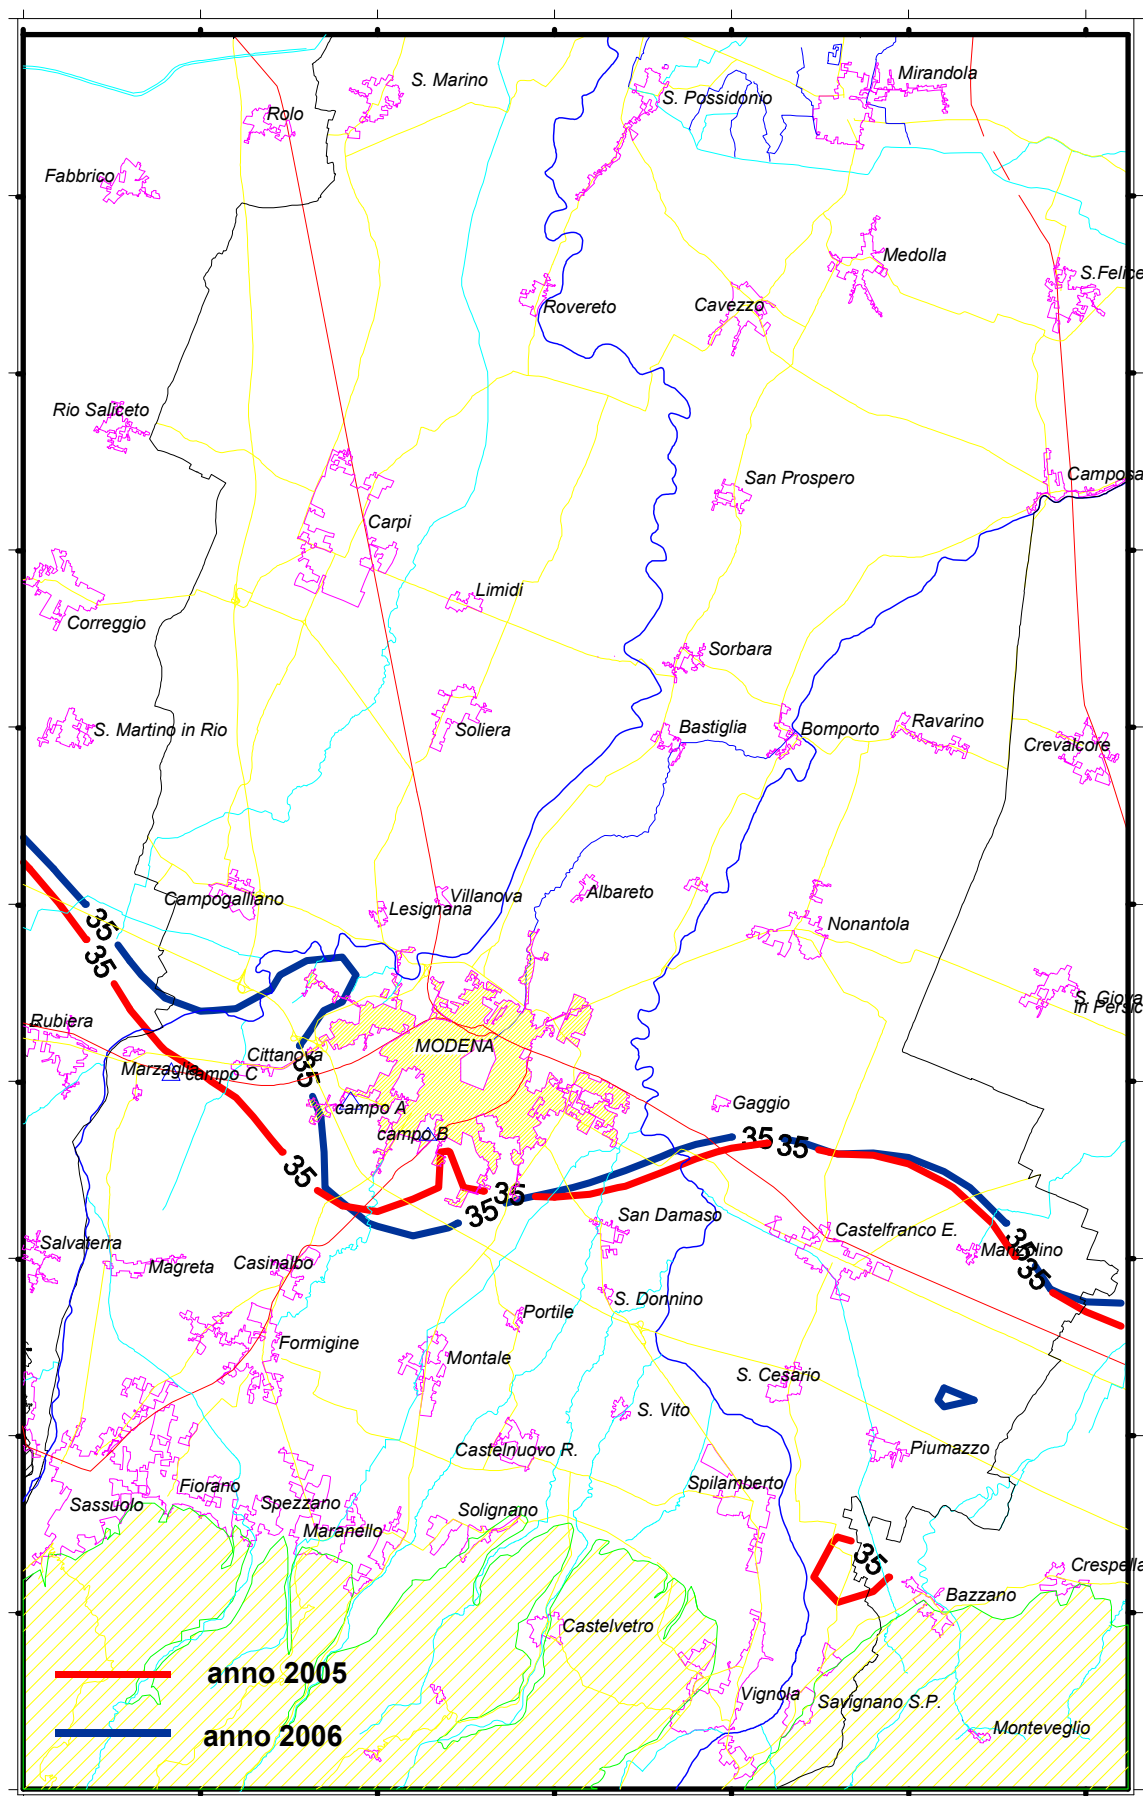 S. Marino
Mirandola
S. Possidonio
Rolo
Fabbrico
Medolla
S.Felice
Rovereto
Cavezzo
Rio Saliceto
San Prospero
Camposa
Carpi
Limidi
Correggio
Sorbara
S. Martino in Rio
Soliera
Bastiglia
Bomporto
Ravarino
Crevalcore
Campogalliano
Lesignana
Villanova
Albareto
Nonantola
35
35
S. Giova
in Persic
Rubiera
MODENA
Cittanova
Marzaglia
campo C
35
campo A
Gaggio
campo B
35
35
35
35
35
San Damaso
Castelfranco E.
Manzolino
35
35
Salvaterra
Magreta
Casinalbo
S. Donnino
Portile
Formigine
Montale
S. Cesario
S. Vito
Castelnuovo R.
Piumazzo
Spilamberto
Fiorano
Sassuolo
Spezzano
Solignano
Maranello
35
Crespella
Bazzano
Castelvetro
anno 2005
Vignola
Savignano S.P.
anno 2006
Monteveglio